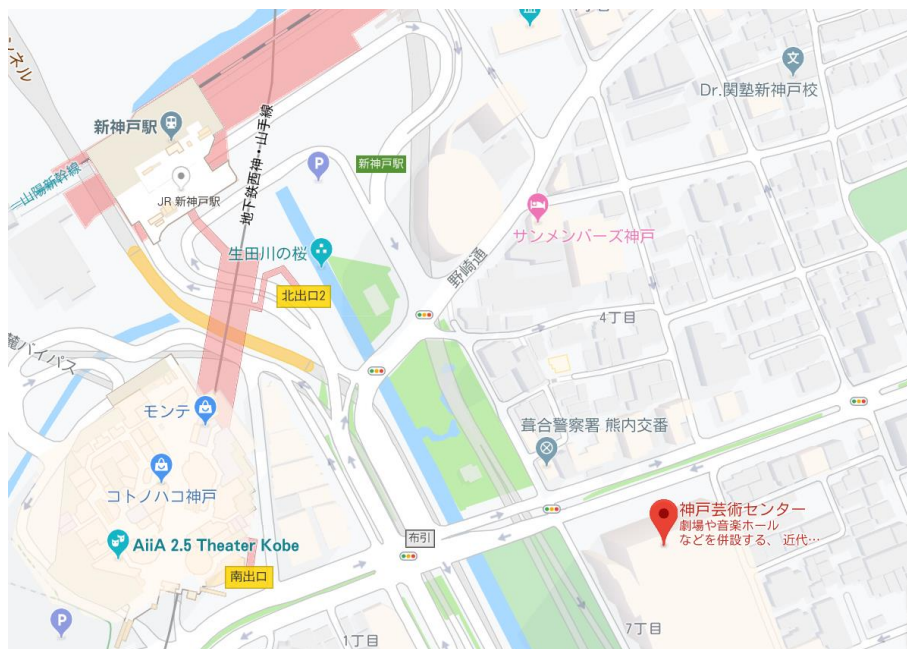 ンネル
新神戸駅
JR 新神戸駅
山陽新幹線
地下鉄西神・山手線
新神戸駅
Dr.関塾新神戸校
サンメンバーズ神戸
生田川の桜
北出口2
野崎通
4丁目
麓バイパス
モンテ
コトノハコ神戸
葺合警察署 熊内交番
AiiA 2.5 Theater Kobe
南出口
布引
神戸芸術センター
劇場や音楽ホール
などを併設する、 近代…
1丁目
7丁目
P
P